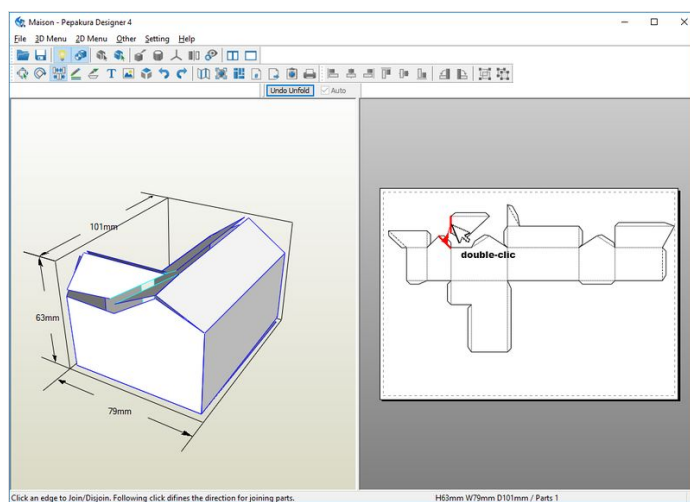 Maison - Pepakura Designer 4
File 3D Menu 2D Menu Other Setting Help
Undo Unfold Auto
101mm
63mm
79mm
double-clic
Click an edge to Join/Disjoin. Following click difines the direction for joining parts. H63mm W79mm D101mm / Parts 1